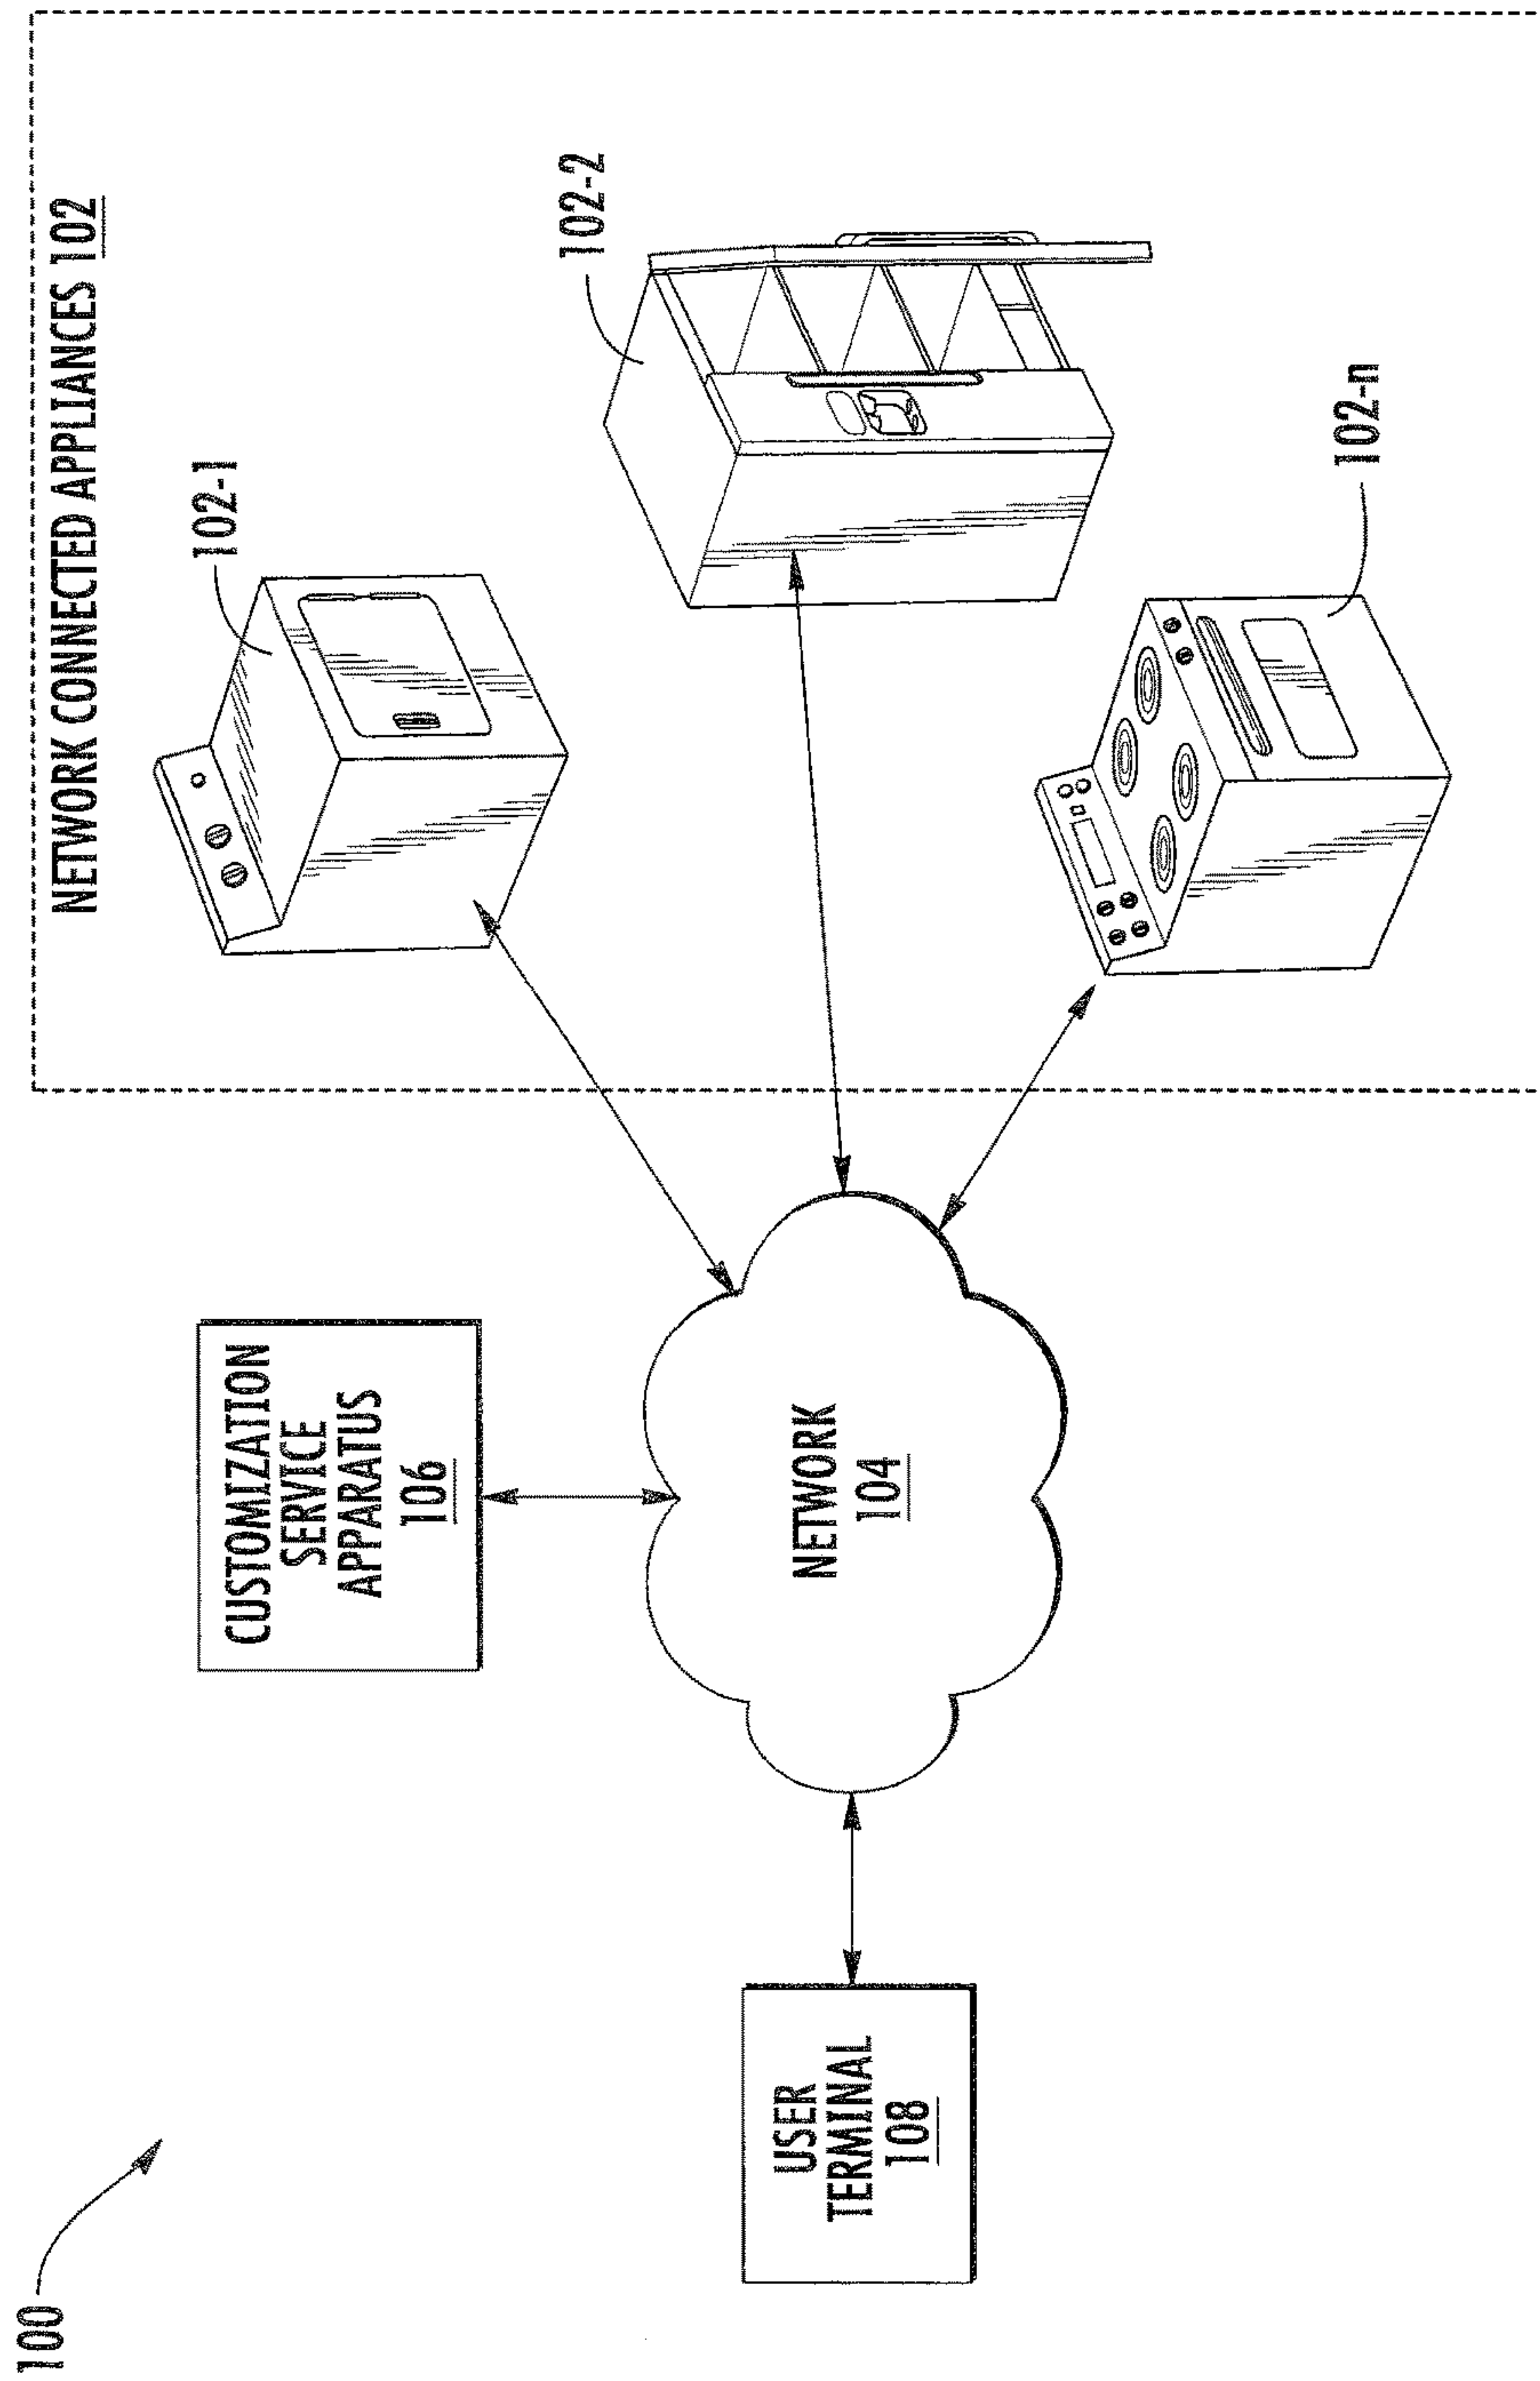 100
NETWORK CONNECTED APPLIANCES 102
102-1
102-2
102-n
CUSTOMIZATION
SERVICE
APPARATUS
106
NETWORK
104
USER
TERMINAL
108